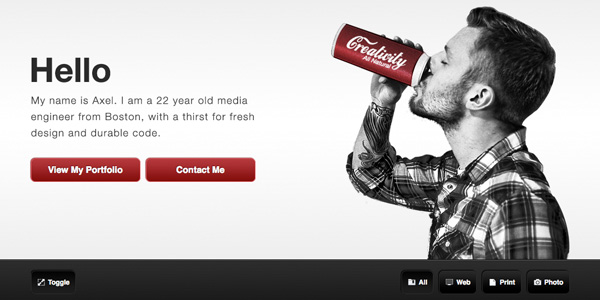 Hello
My name is Axel. I am a 22 year old media
engineer from Boston, with a thirst for fresh
design and durable code.
View My Portfolio
Contact Me
Creativity
All Natural
Toggle
All
Web
Print
Photo